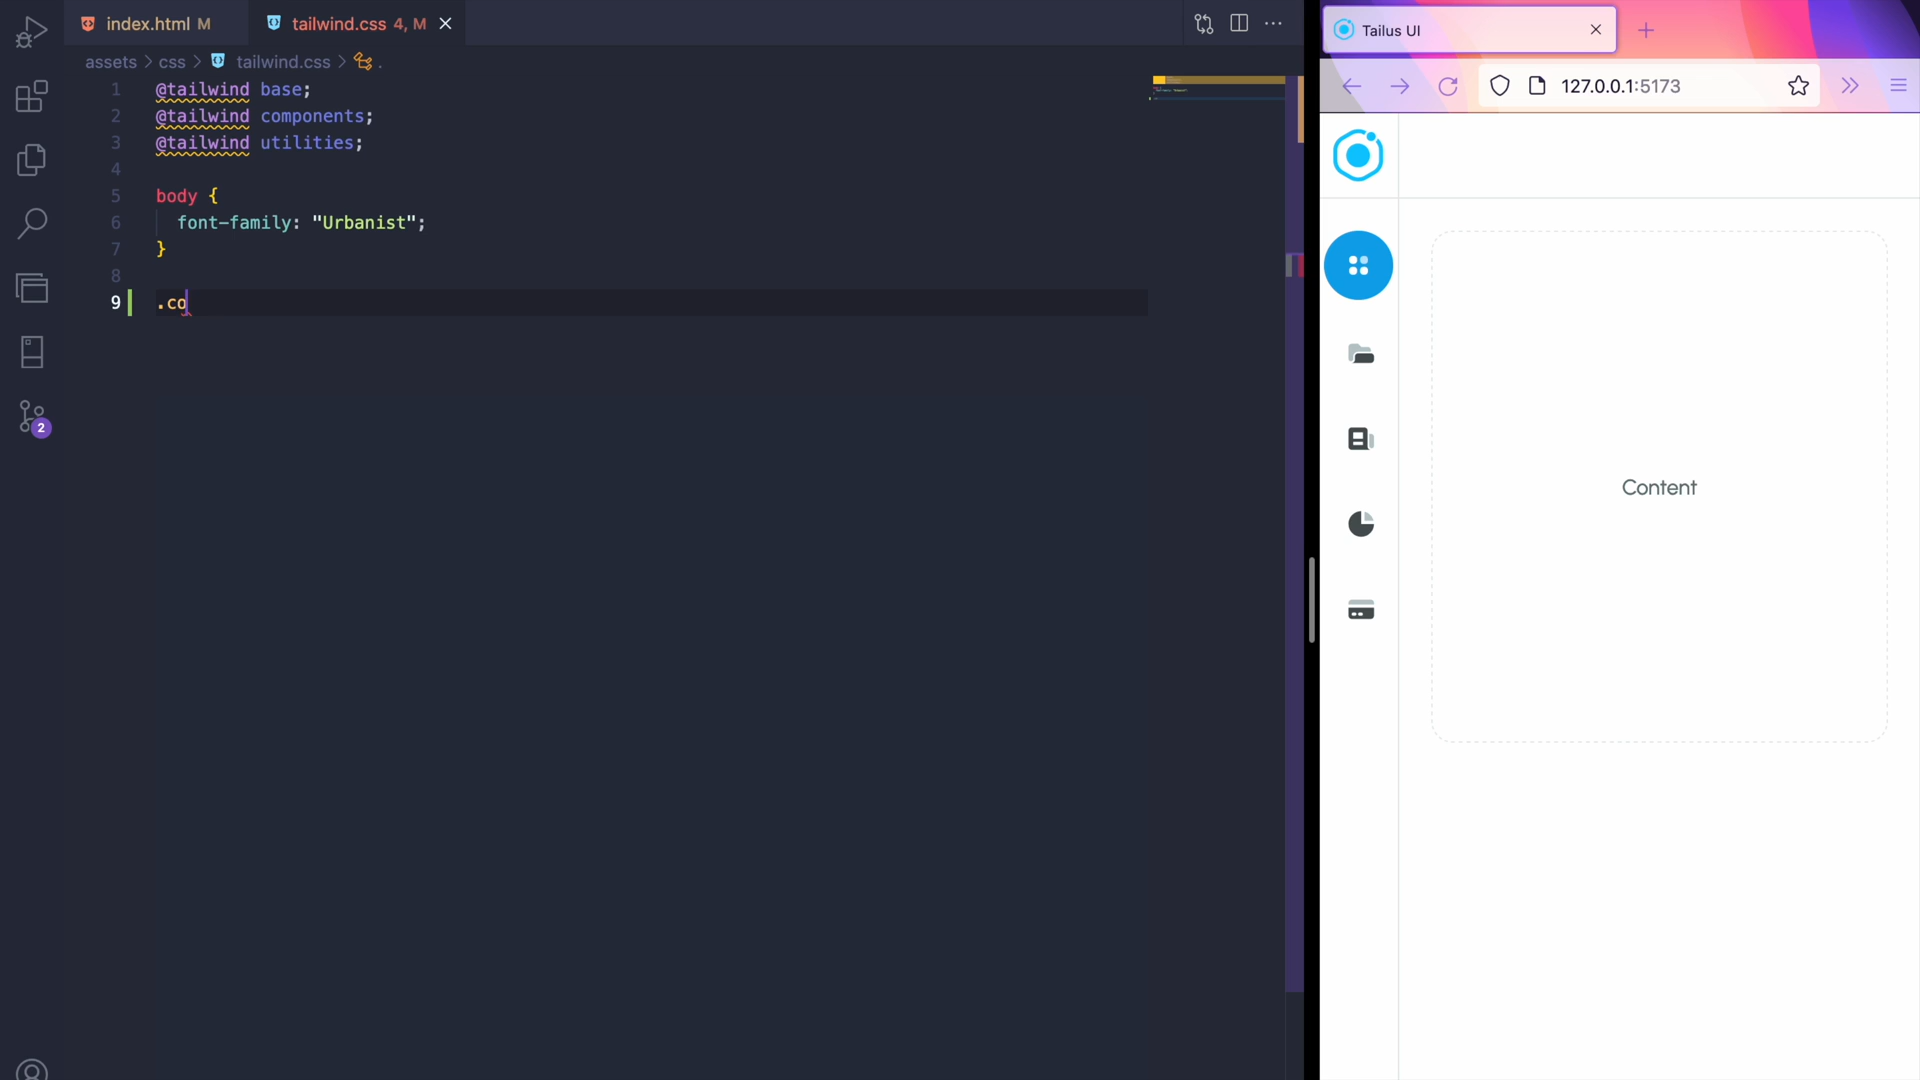 index.html M
tailwind.css 4, M
assets > css > tailwind.css > .
1 @tailwind base;
2 @tailwind components;
3 @tailwind utilities;
4
5 body {
6 font-family: "Urbanist";
7 }
8
9 .co
2
Tailus UI
127.0.0.1:5173
Content